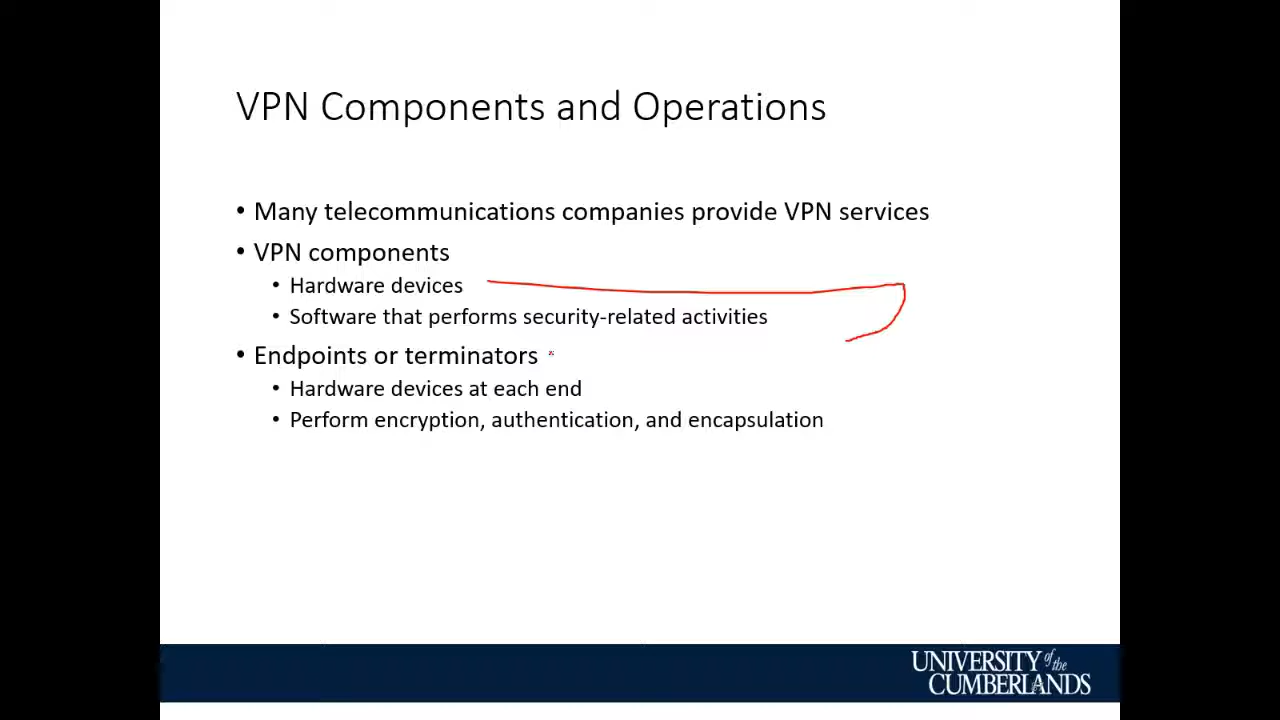 VPN Components and Operations
• Many telecommunications companies provide VPN services
• VPN components
• Hardware devices
• Software that performs security-related activities
• Endpoints or terminators
• Hardware devices at each end
• Perform encryption, authentication, and encapsulation
UNIVERSITY of the
CUMBERLANDS